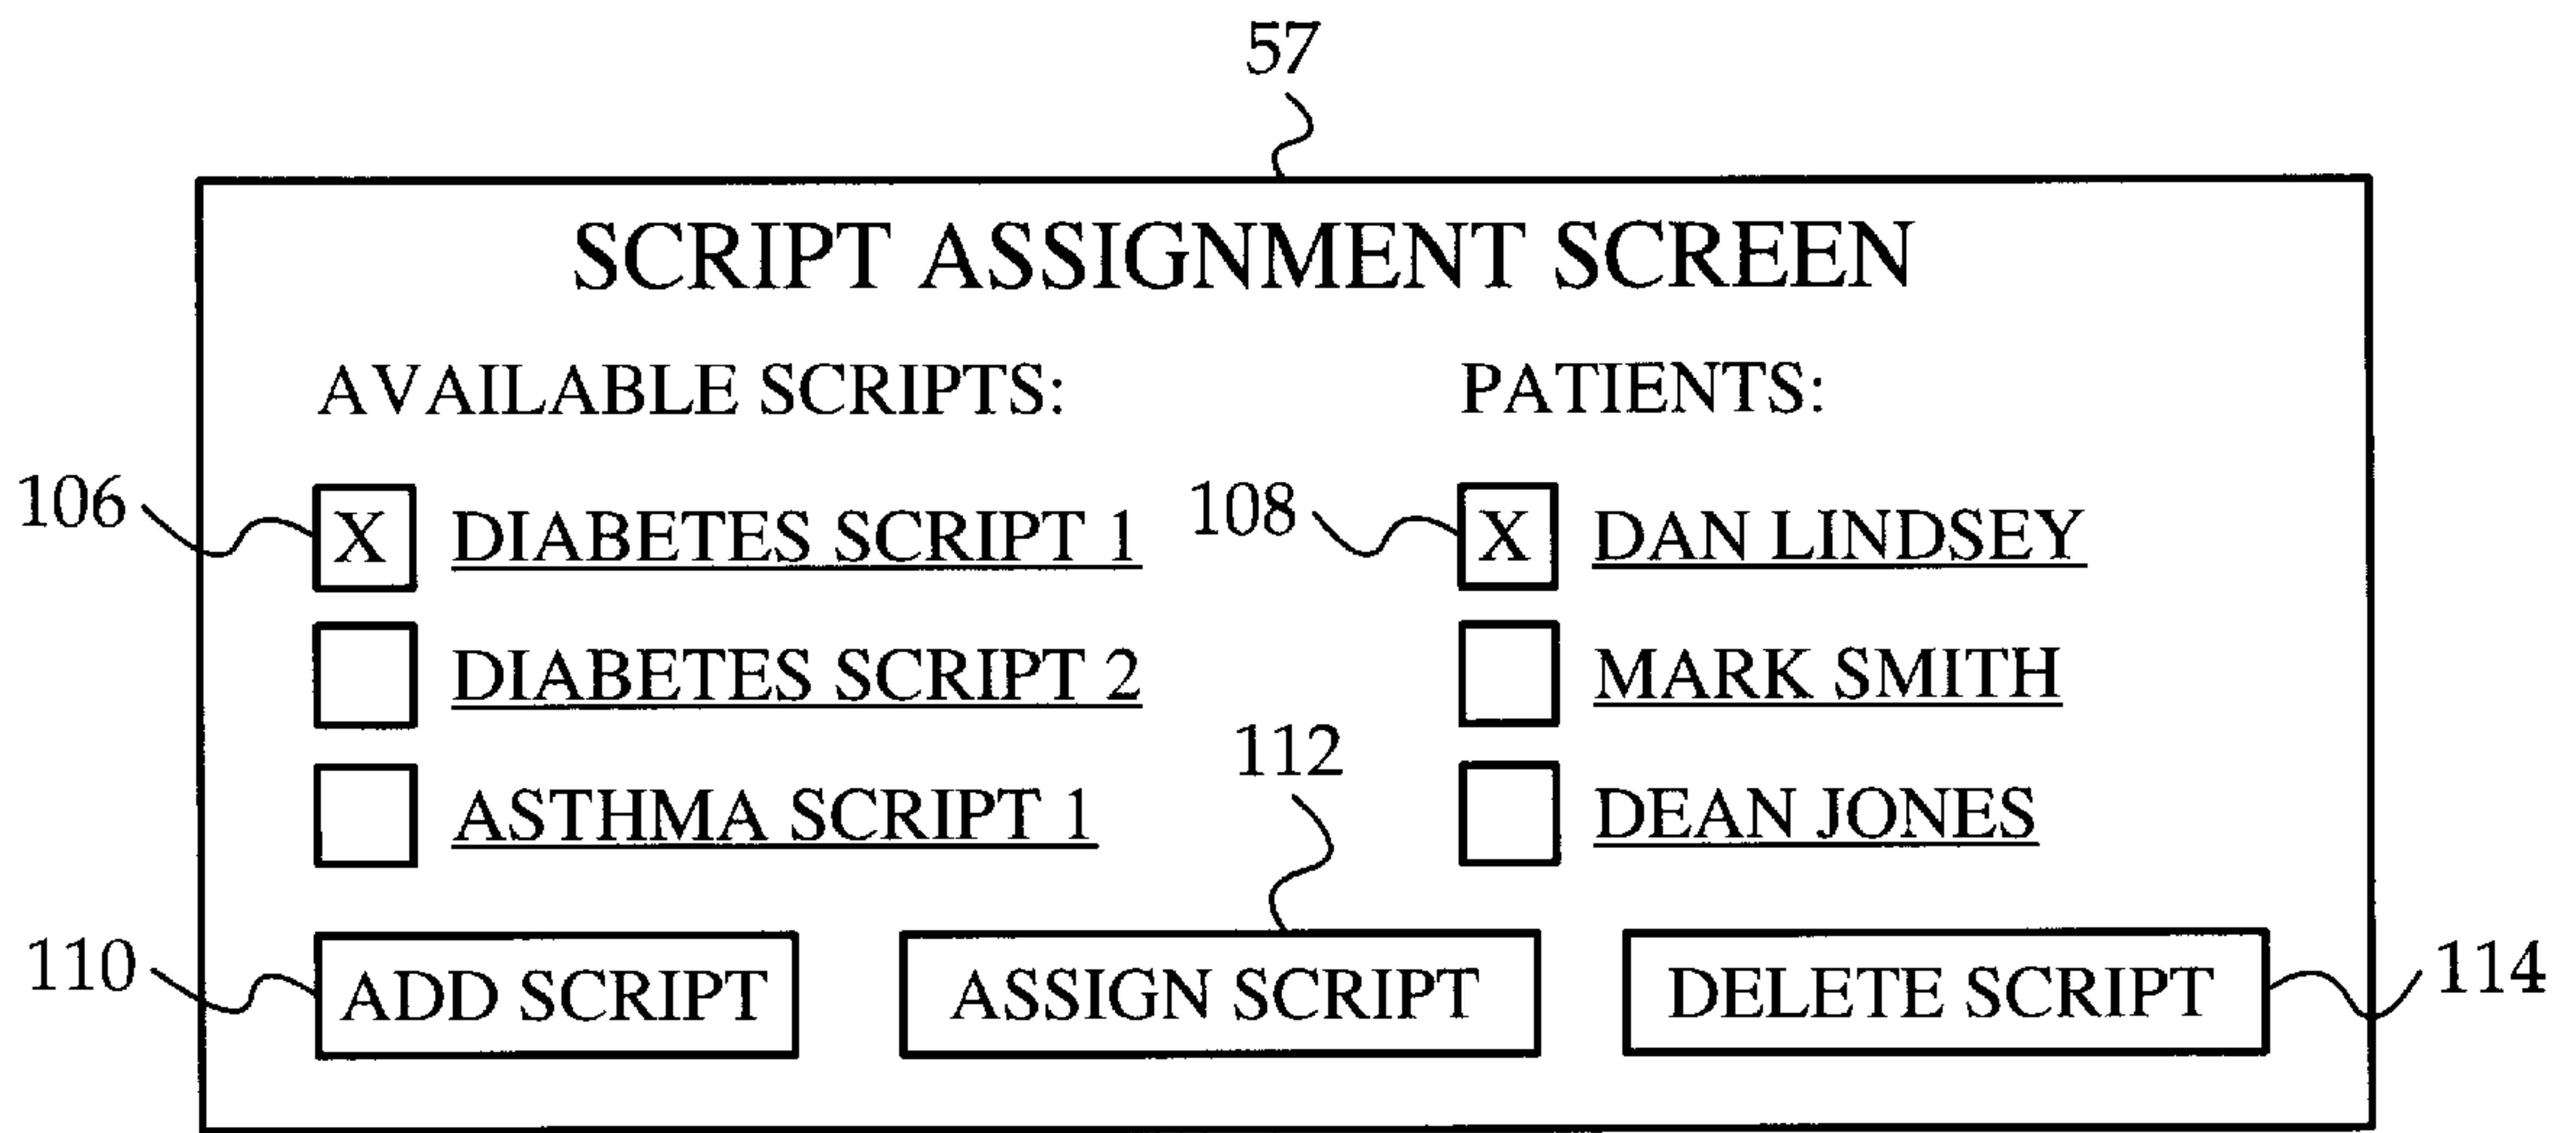 57
SCRIPT ASSIGNMENT SCREEN
AVAILABLE SCRIPTS: PATIENTS:
106 X DIABETES SCRIPT 1 108 X DAN LINDSEY
DIABETES SCRIPT 2 MARK SMITH
112
ASTHMA SCRIPT 1 DEAN JONES
110 ADD SCRIPT ASSIGN SCRIPT DELETE SCRIPT 114